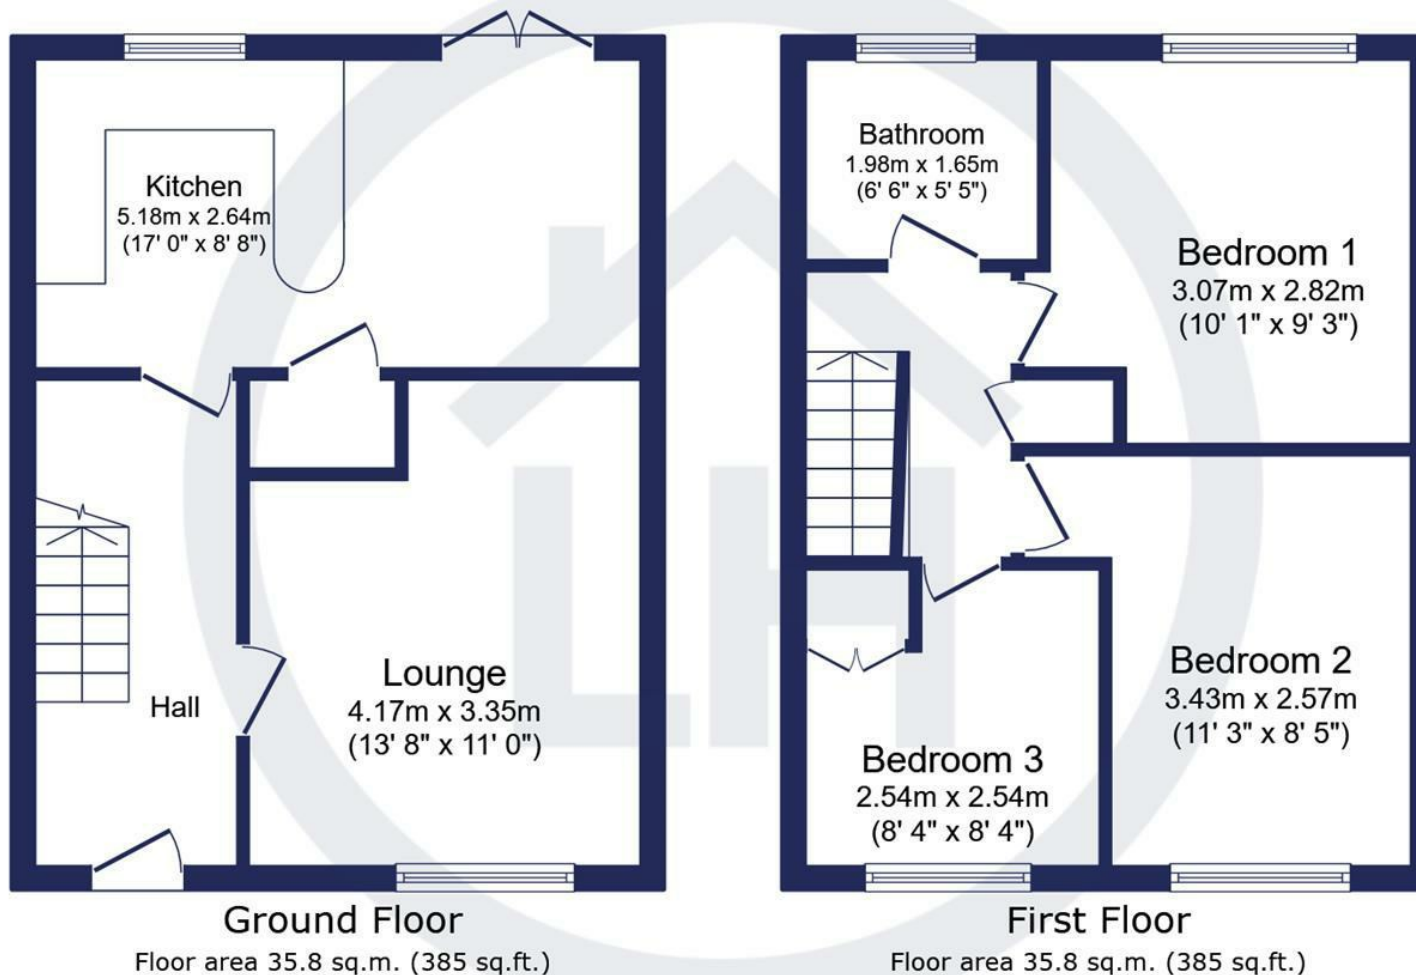 Kitchen
5.18m x 2.64m
(17' 0" x 8' 8")
Lounge
4.17m x 3.35m
(13' 8" x 11' 0")
Hall
Ground Floor
Floor area 35.8 sq.m. (385 sq.ft.)
Bathroom
1.98m x 1.65m
(6' 6" x 5' 5")
Bedroom 1
3.07m x 2.82m
(10' 1" x 9' 3")
Bedroom 2
3.43m x 2.57m
(11' 3" x 8' 5")
Bedroom 3
2.54m x 2.54m
(8' 4" x 8' 4")
First Floor
Floor area 35.8 sq.m. (385 sq.ft.)
LH